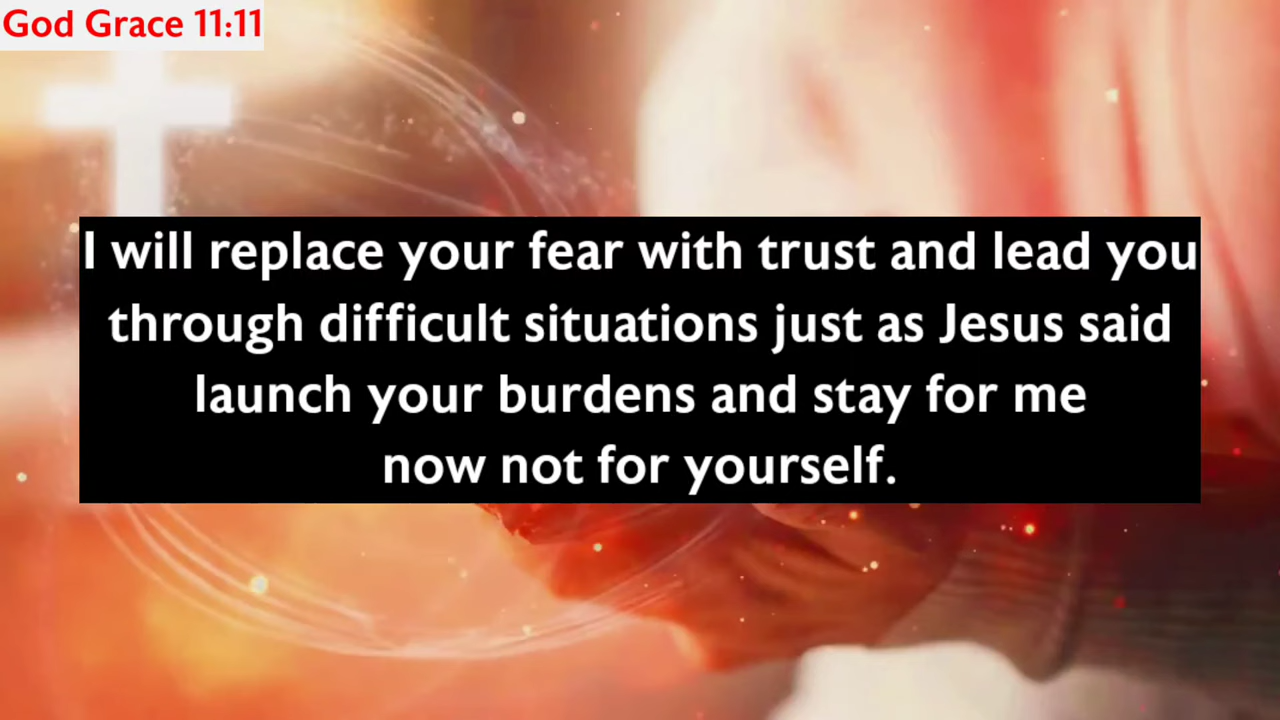 God Grace 11:11
I will replace your fear with trust and lead you
through difficult situations just as Jesus said
launch your burdens and stay for me
now not for yourself.